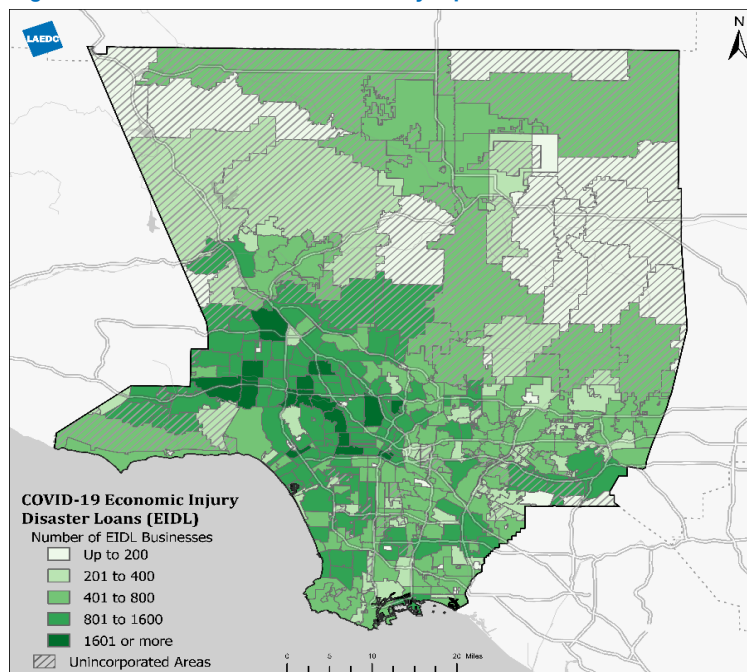 LAEDC
N
COVID-19 Economic Injury
Disaster Loans (EIDL)
Number of EIDL Businesses
Up to 200
201 to 400
401 to 800
801 to 1600
1601 or more
Unincorporated Areas
0 5 10 20 Miles